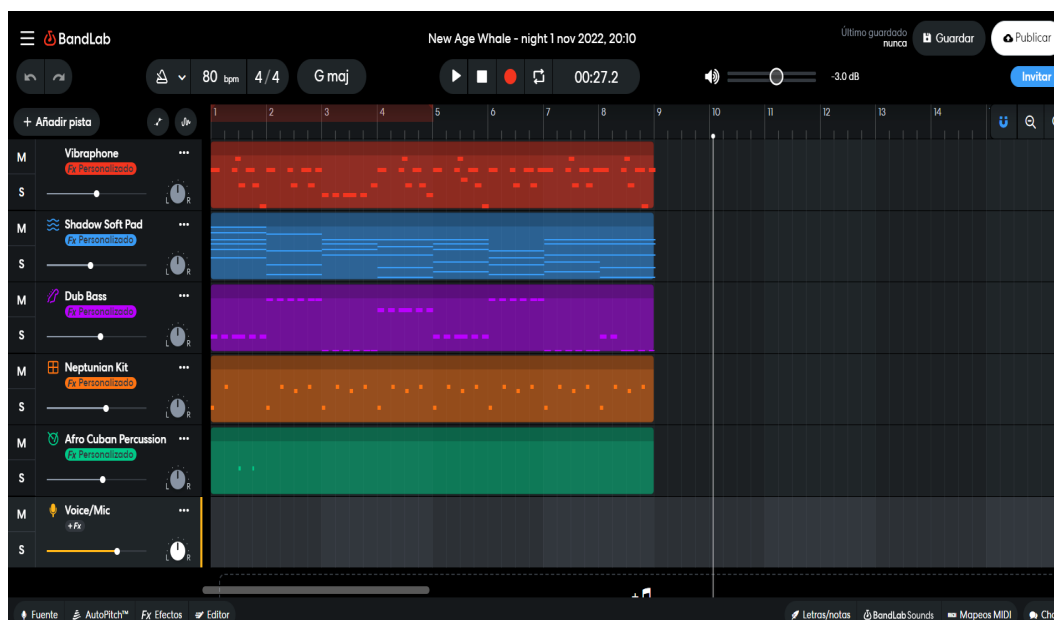 BandLab
New Age Whale - night 1 nov 2022, 20:10
Último guardado
nunca
Guardar
Publicar
80 bpm
4/4
G maj
00:27.2
-3.0 dB
Invitar
+ Añadir pista
1 2 3 4 5 6 7 8 9 10 11 12 13 14
M
Vibraphone
Fx Personalizado
S
L R
M
Shadow Soft Pad
Fx Personalizado
S
L R
M
Dub Bass
Fx Personalizado
S
L R
M
Neptunian Kit
Fx Personalizado
S
L R
M
Afro Cuban Percussion
Fx Personalizado
S
L R
M
Voice/Mic
+Fx
S
L R
Fuente
AutoPitch™
Fx Efectos
Editor
Letras/notas
BandLab Sounds
Mapeos MIDI